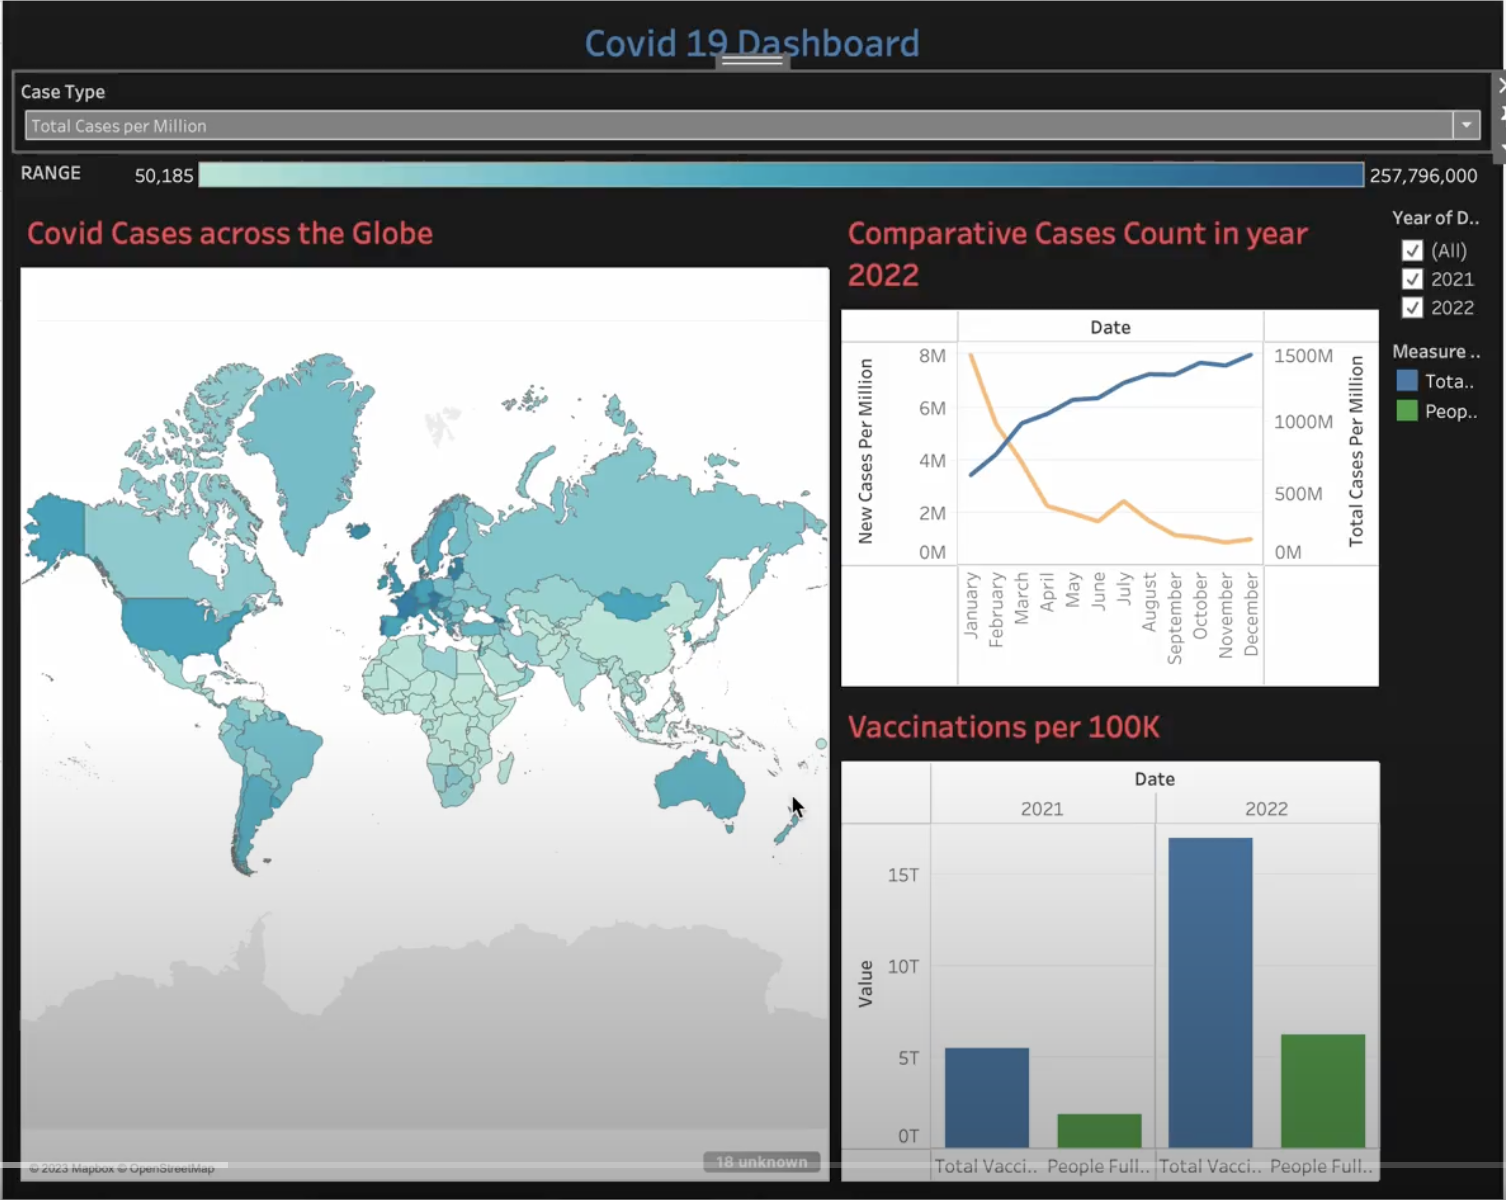 Covid 19 Dashboard
Case Type
Total Cases per Million
RANGE
50,185
257,796,000
Covid Cases across the Globe
© 2023 Mapbox © OpenStreetMap
18 unknown
Comparative Cases Count in year
2022
Date
New Cases Per Million
8M
6M
4M
2M
0M
1500M
1000M
500M
0M
Total Cases Per Million
January
February
March
April
May
June
July
August
September
October
November
December
Year of D..
(All)
2021
2022
Measure ..
Tota..
Peop..
Vaccinations per 100K
Date
2021
2022
Value
15T
10T
5T
0T
Total Vacci..
People Full..
Total Vacci..
People Full..